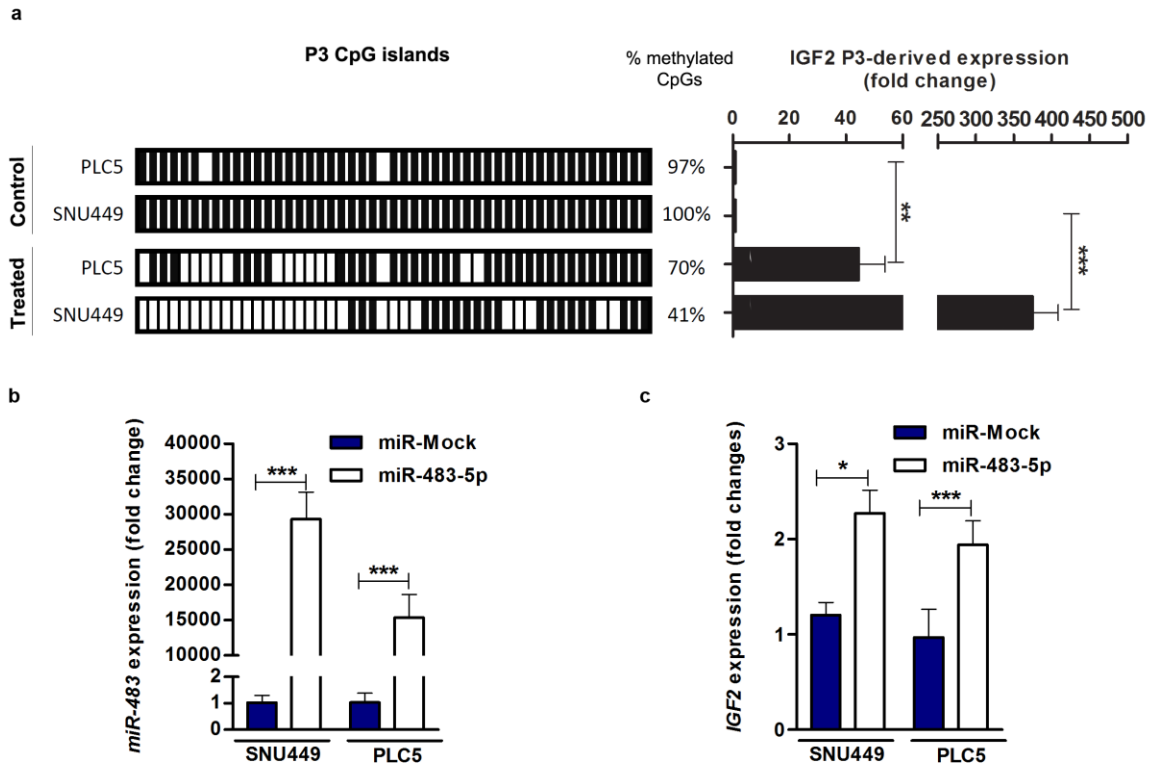 a
P3 CpG islands
% methylated
CpGs
IGF2 P3-derived expression
(fold change)
0 20 40 60 250 300 350 400 450 500
Control
PLC5 97%
SNU449 100%
**
Treated
PLC5 70%
SNU449 41%
***
b
miR-483 expression (fold change)
40000
35000
30000
25000
20000
15000
10000
2
1
0
miR-Mock
miR-483-5p
***
***
SNU449 PLC5
c
IGF2 expression (fold changes)
3
2
1
0
miR-Mock
miR-483-5p
*
***
SNU449 PLC5